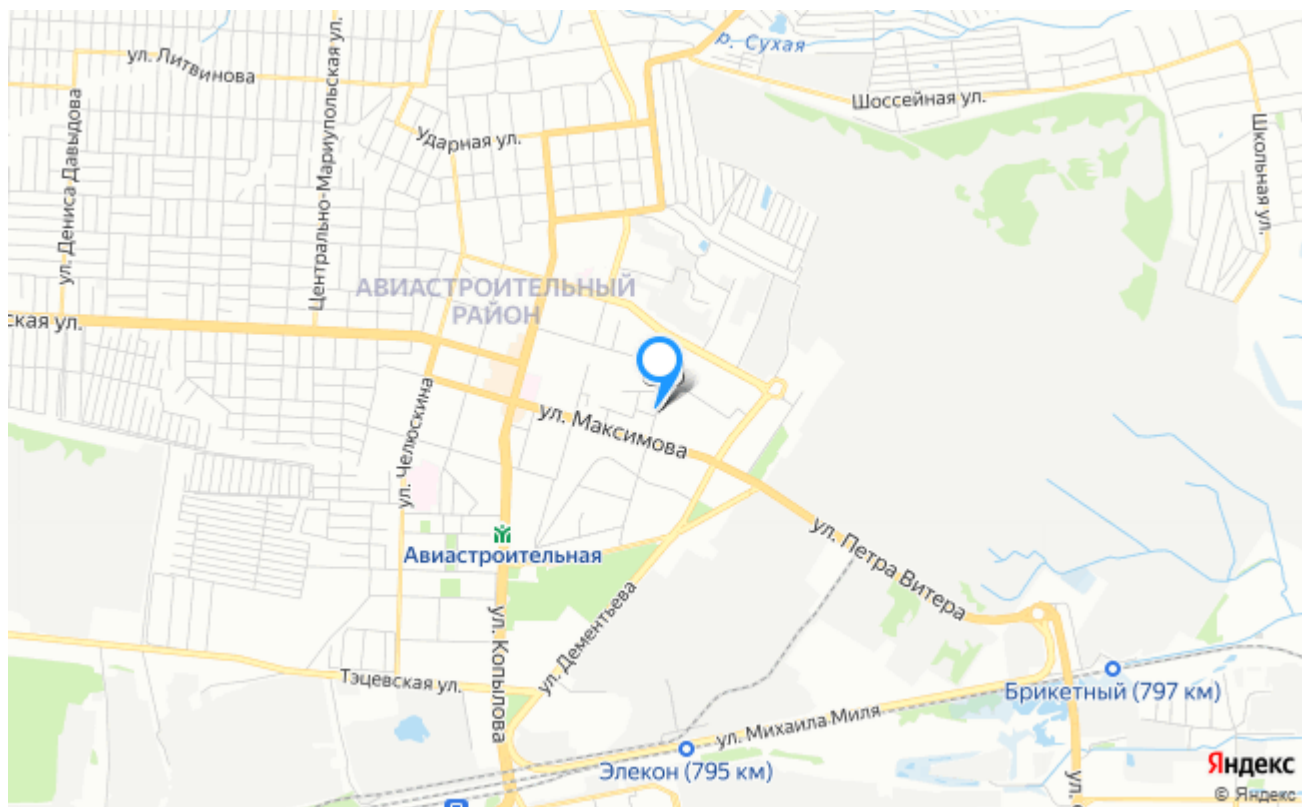 р. Сухая
ул. Литвинова
Центрально-Мариупольская ул.
Шоссейная ул.
Ударная ул.
Школьная ул.
ул. Дениса Давыдова
АВИАСТРОИТЕЛЬНЫЙ
РАЙОН
ская ул.
ул. Челюскина
ул. Максимова
Авиастроительная
ул. Петра Витера
ул. Копылова
ул. Дементьева
Тэцевская ул.
Брикетный (797 км)
ул. Михаила Миля
Элекон (795 км)
ул.
Яндекс
© Яндекс